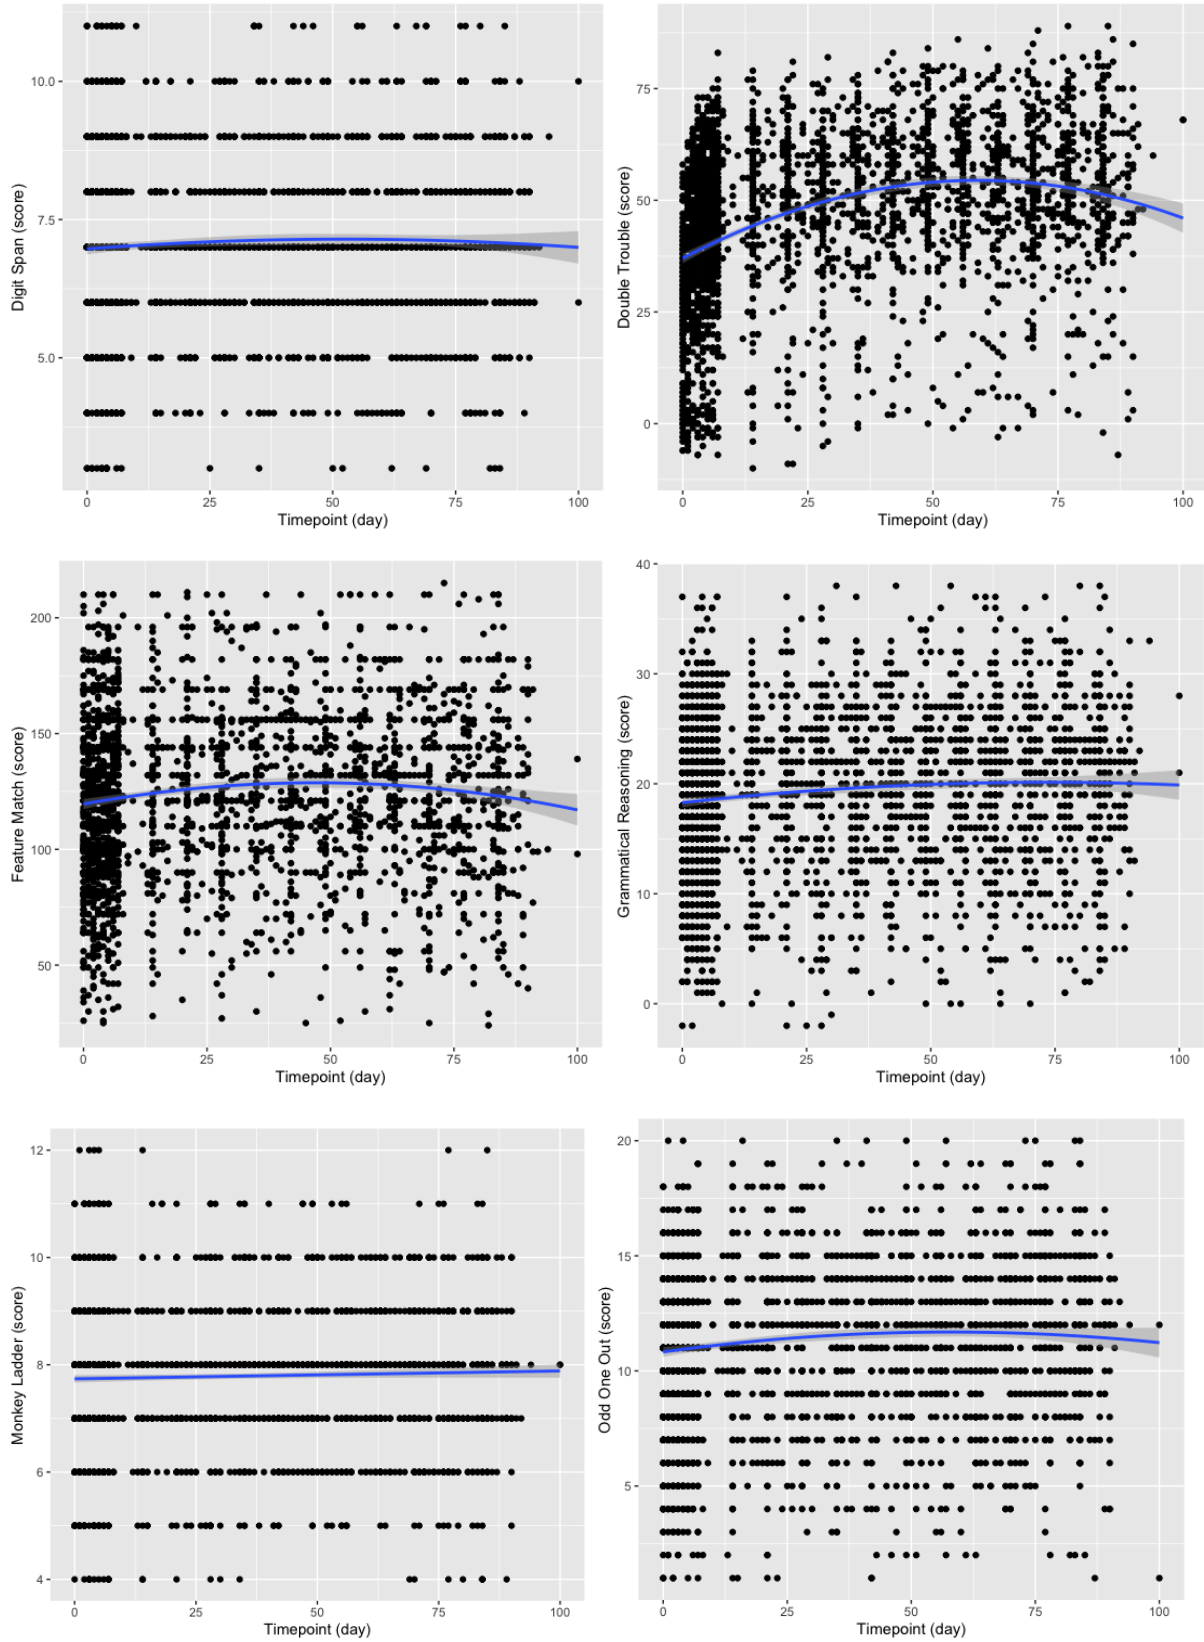 Digit Span (score)
10.0
7.5
5.0
0 25 50 75 100
Timepoint (day)
Double Trouble (score)
75
50
25
0
0 25 50 75 100
Timepoint (day)
Feature Match (score)
200
150
100
50
0 25 50 75 100
Timepoint (day)
Grammatical Reasoning (score)
40
30
20
10
0
0 25 50 75 100
Timepoint (day)
Monkey Ladder (score)
12
10
8
6
4
0 25 50 75 100
Timepoint (day)
Odd One Out (score)
20
15
10
5
0 25 50 75 100
Timepoint (day)